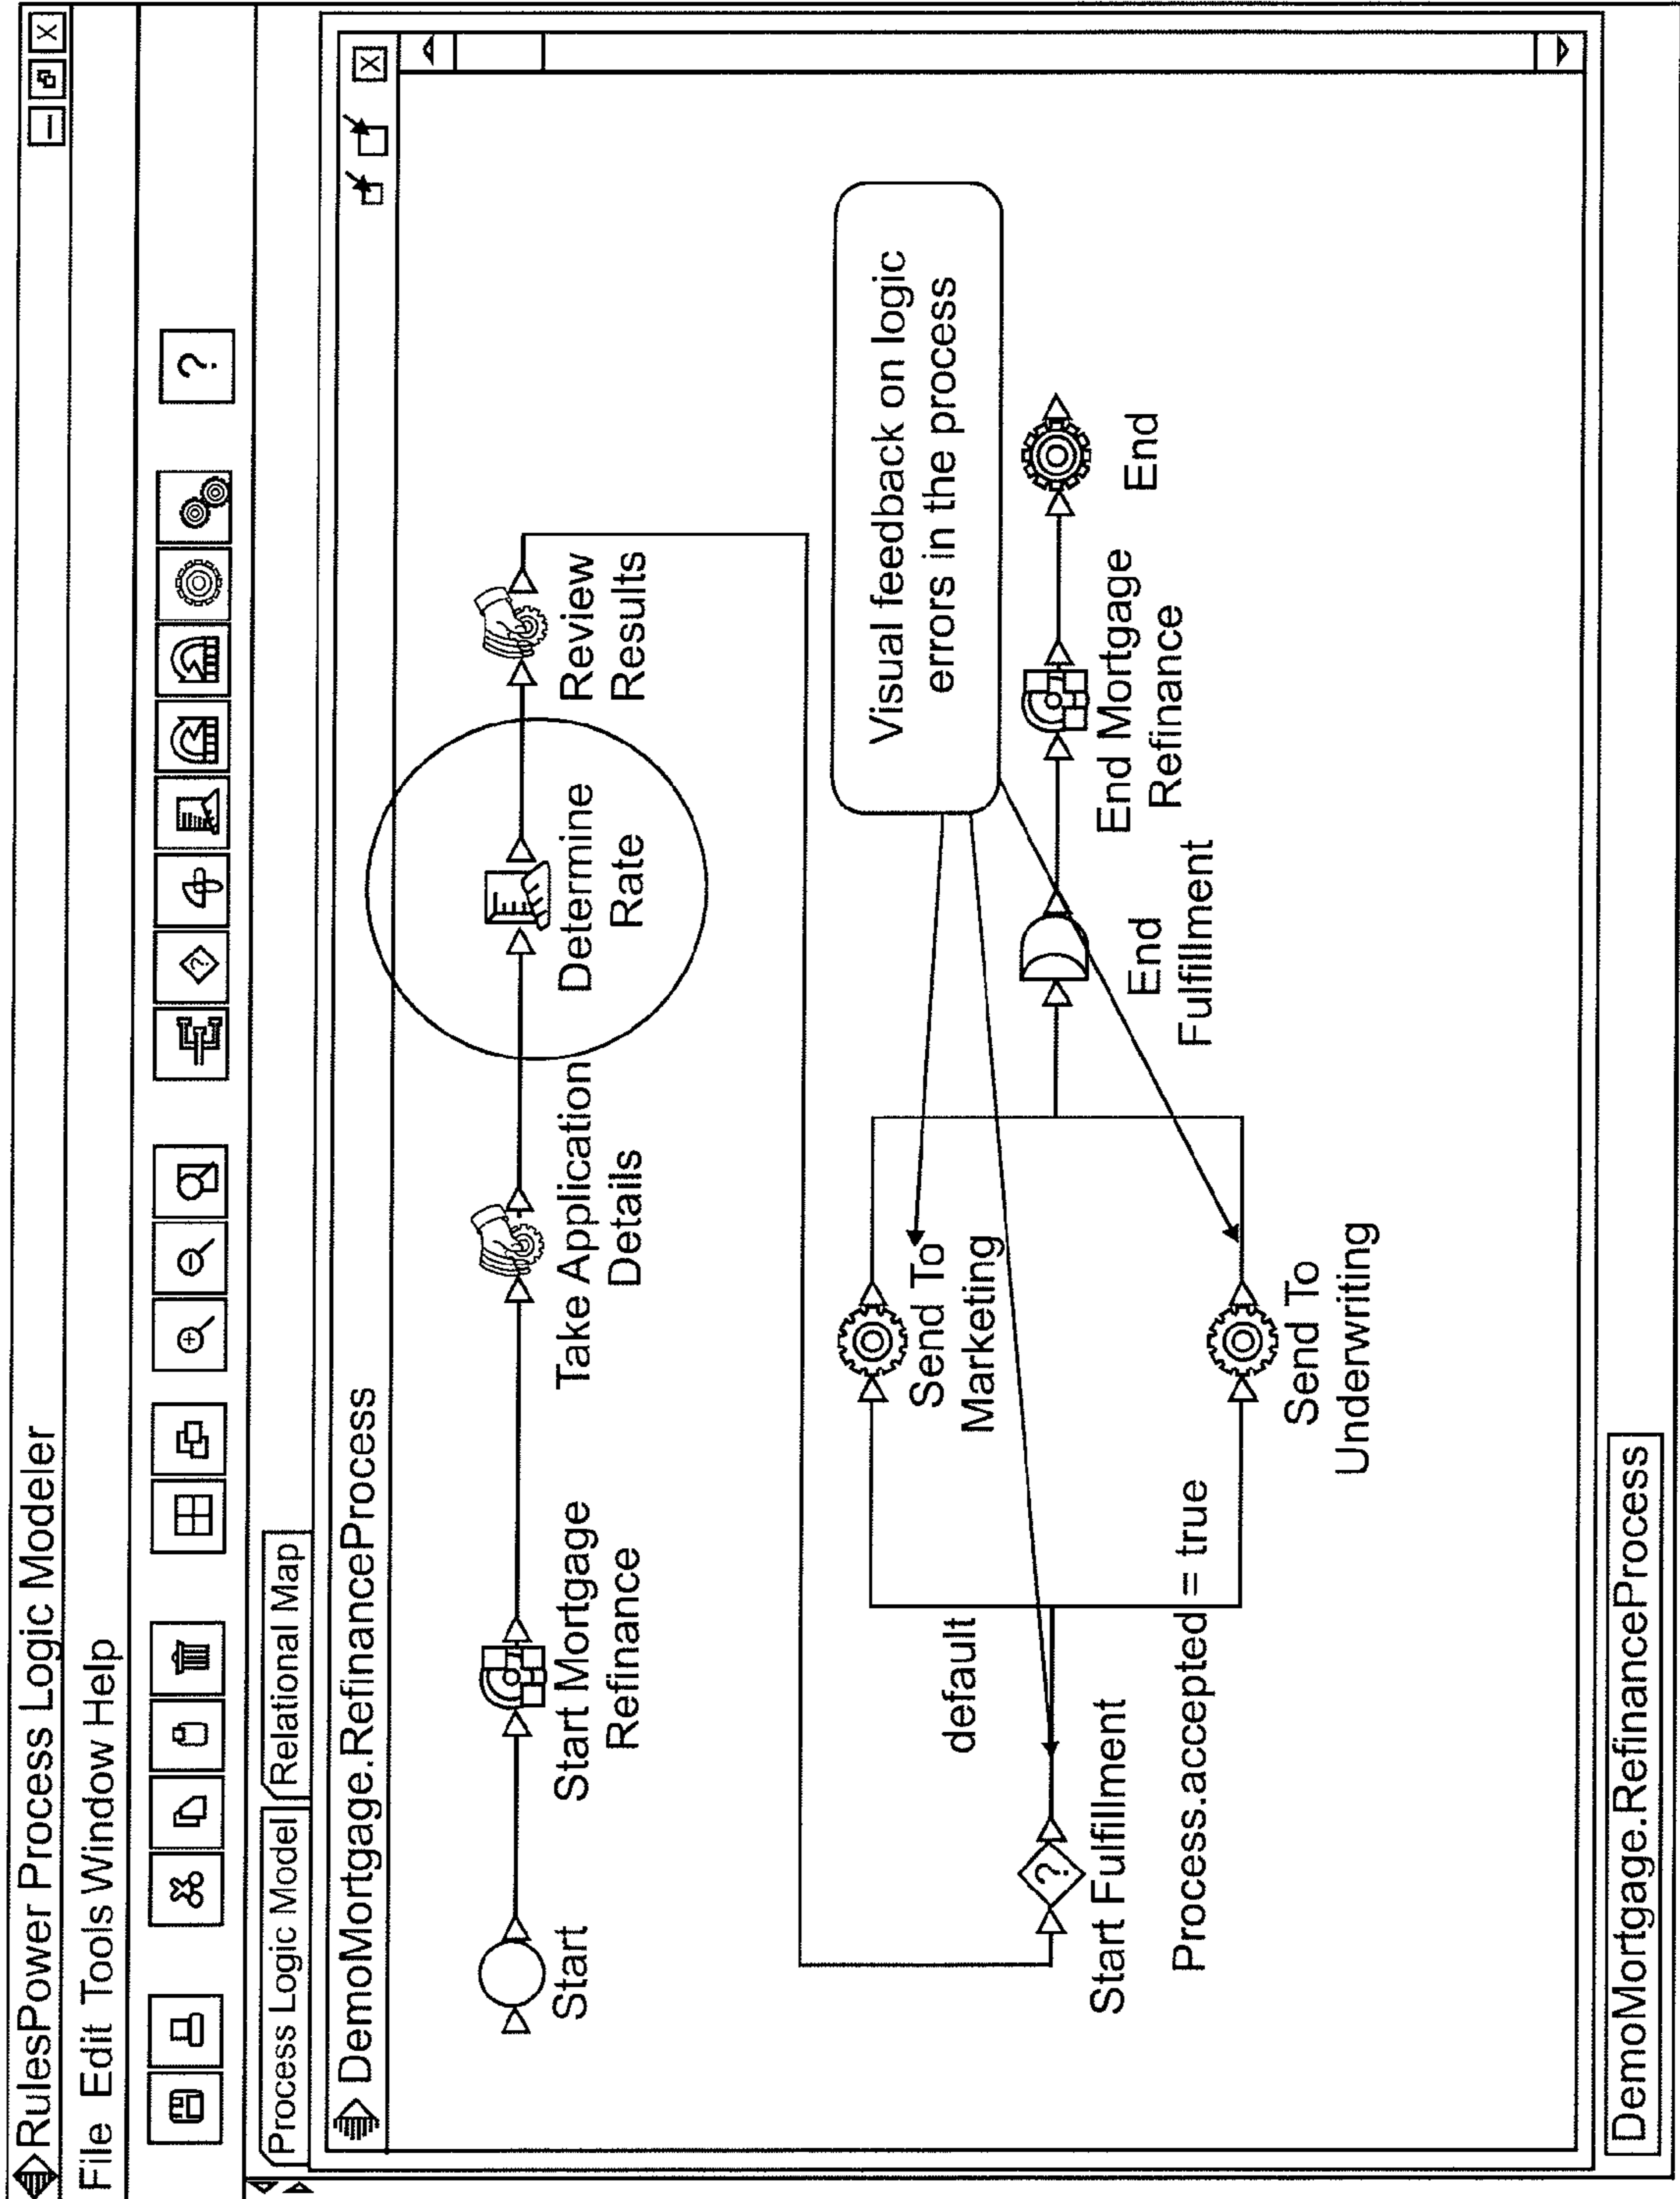 RulesPower Process Logic Modeler
File Edit Tools Window Help
?
?
Process Logic Model
Relational Map
DemoMortgage.RefinanceProcess
Start
Start Mortgage
Refinance
Take Application
Details
Determine
Rate
Review
Results
Visual feedback on logic
errors in the process
default
Send To
Marketing
?
Start Fulfillment
Process.accepted = true
Send To
Underwriting
End
Fulfillment
End Mortgage
Refinance
End
DemoMortgage.RefinanceProcess